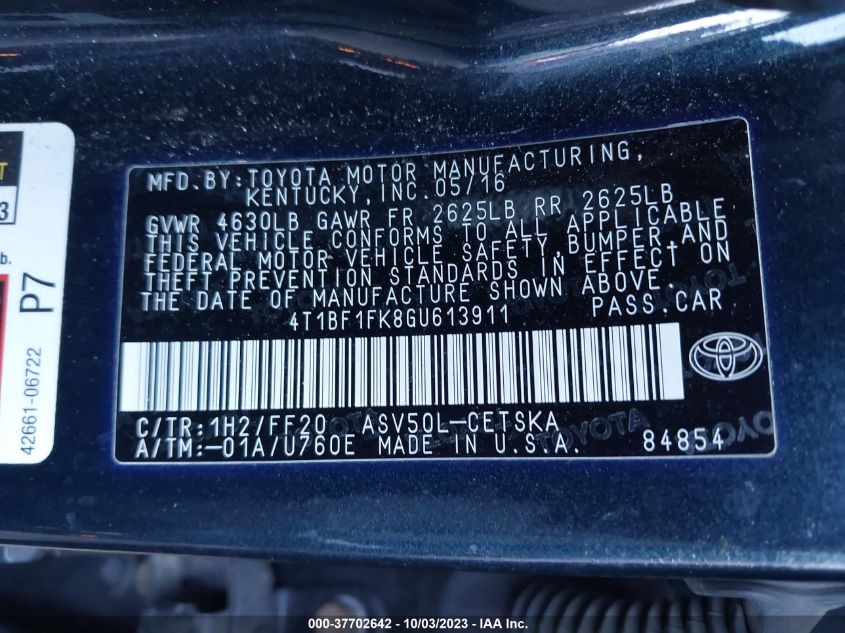 MFD. BY: TOYOTA MOTOR MANUFACTURING,
KENTUCKY, INC. 05/16
GVWR 4630LB GAWR FR 2625LB RR 2625LB
THIS VEHICLE CONFORMS TO ALL APPLICABLE
FEDERAL MOTOR VEHICLE SAFETY, BUMPER, AND
THEFT PREVENTION STANDARDS IN EFFECT ON
THE DATE OF MANUFACTURE SHOWN ABOVE.
4T1BF1FK8GU613911 PASS. CAR
C/TR: 1H2/FF20 ASV50L-CETSKA
A/TM: -01A/U760E MADE IN U.S.A. 84854
TOYOTA
P7
42661-06722
3
b.
000-37702642 - 10/03/2023 - IAA Inc.